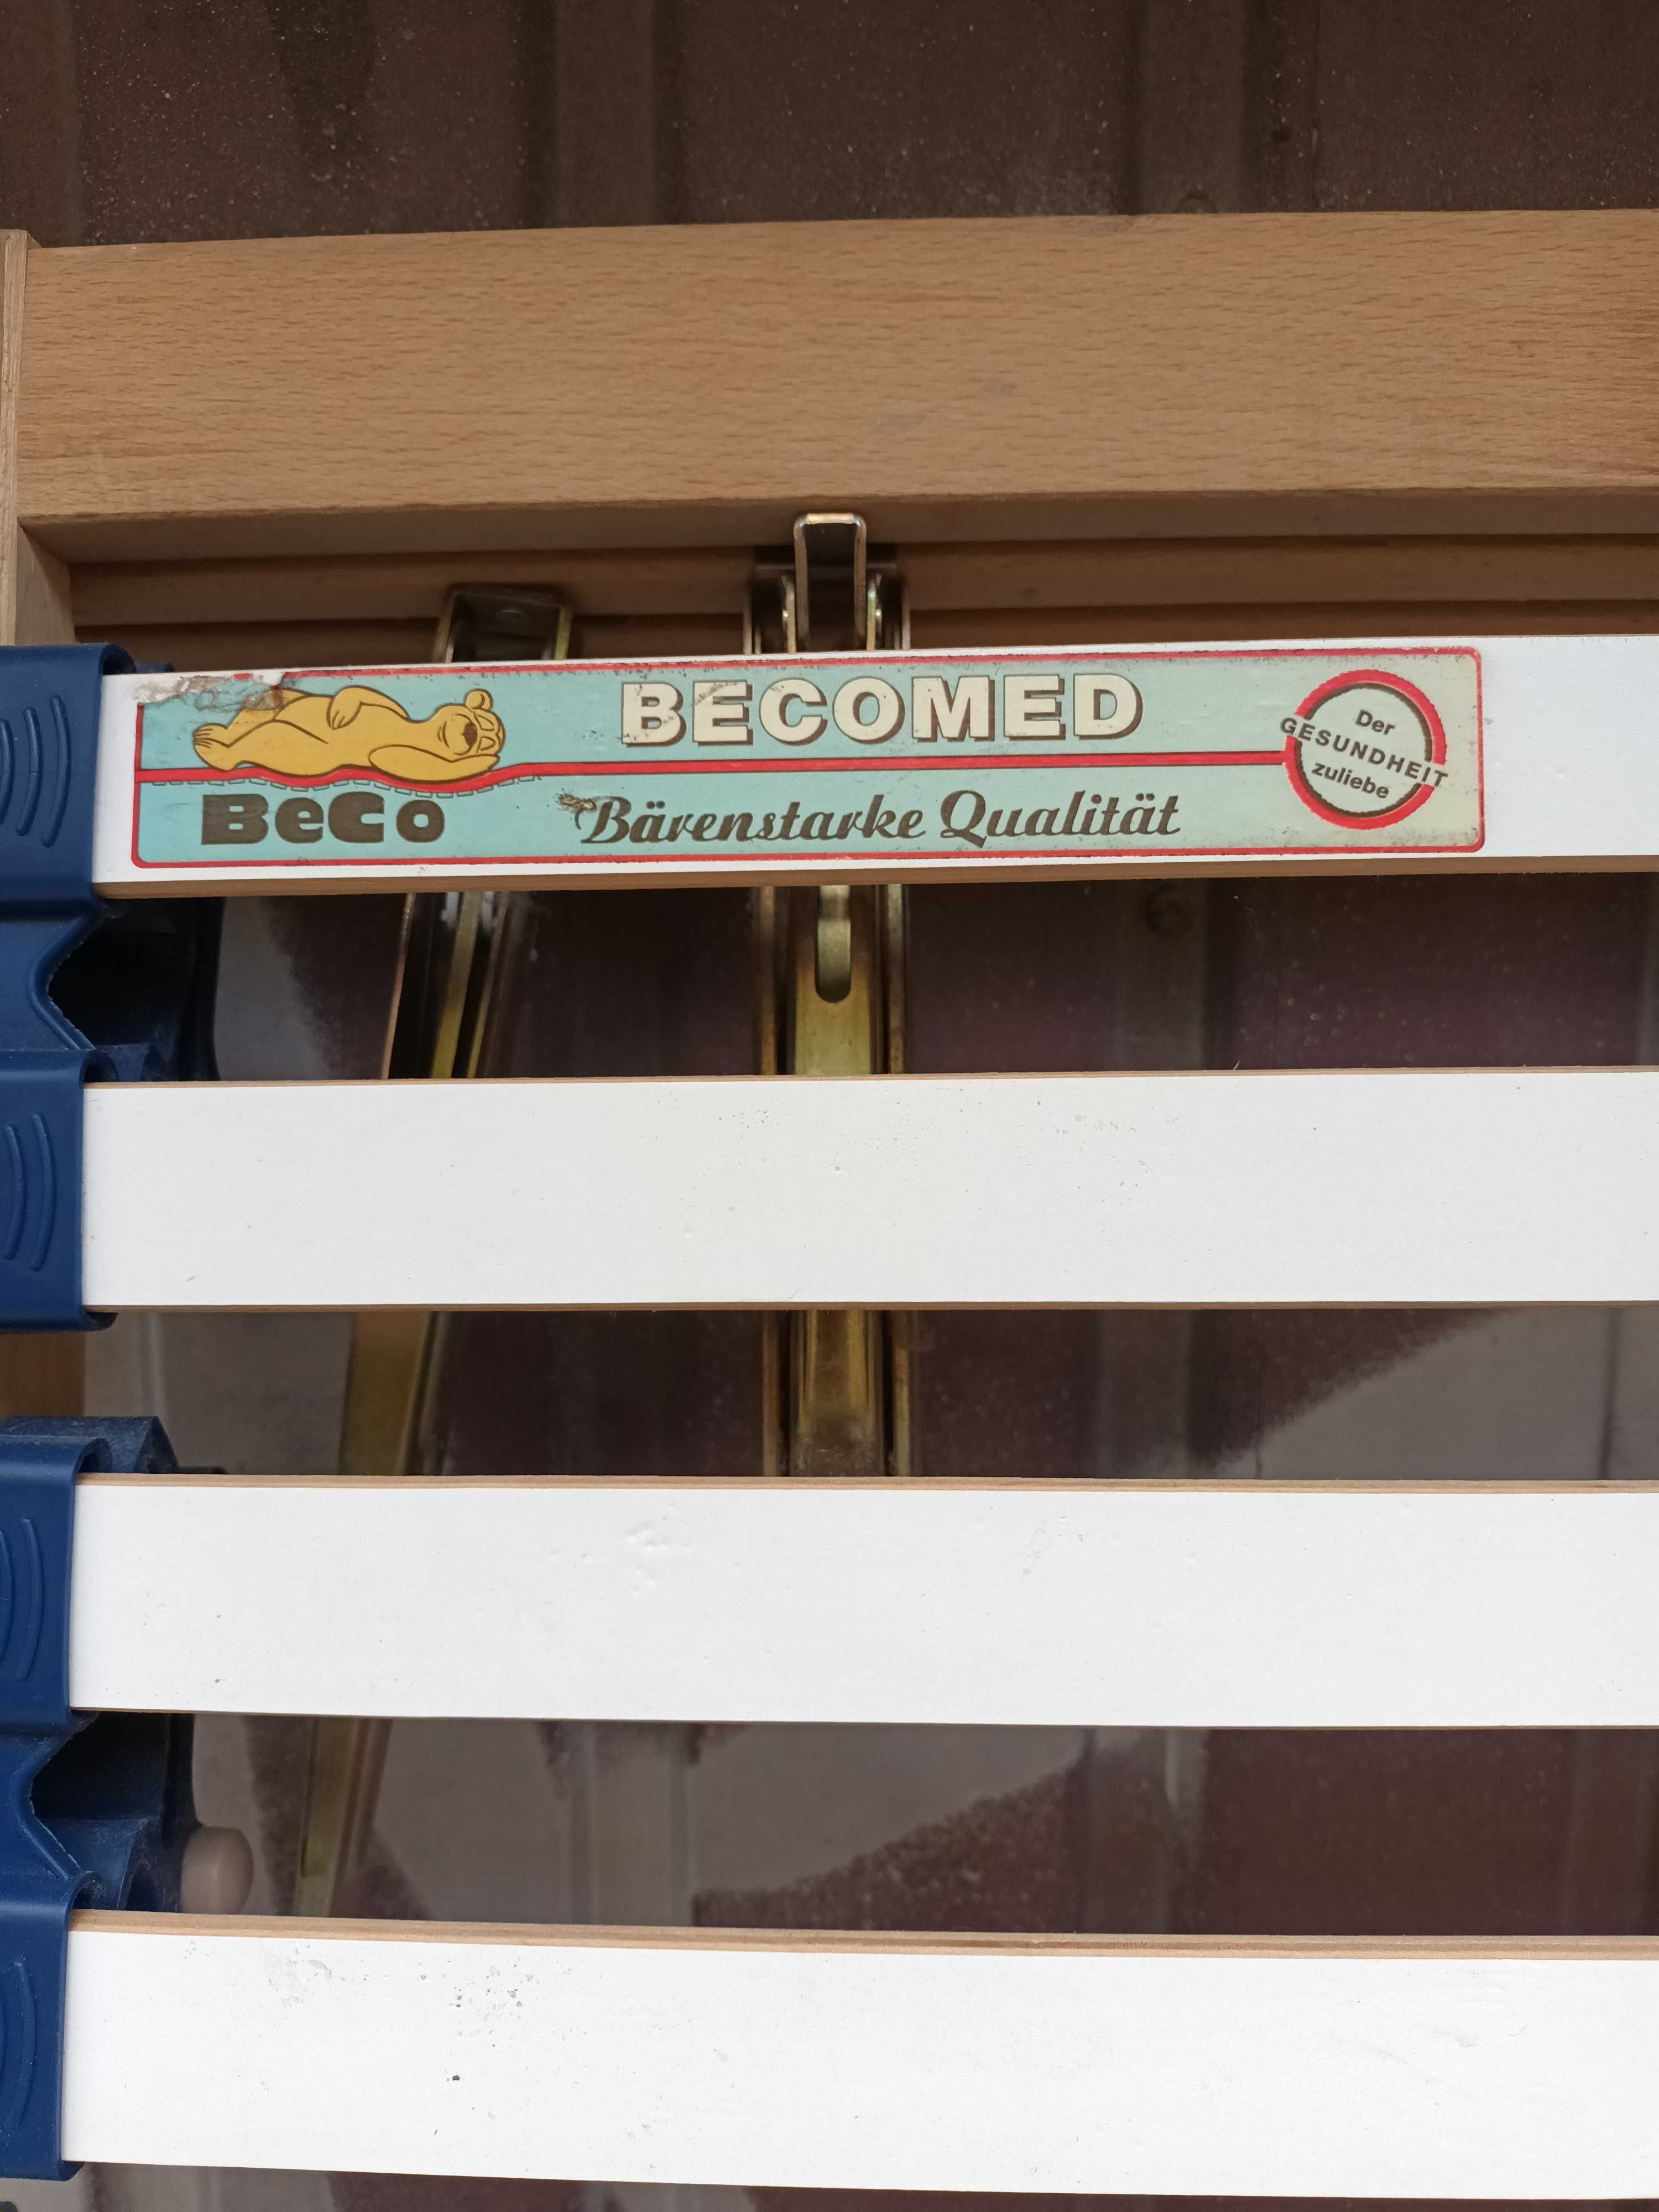 BECOMED
BeCo
Bärenstarke Qualität
Der
GESUNDHEIT
zuliebe